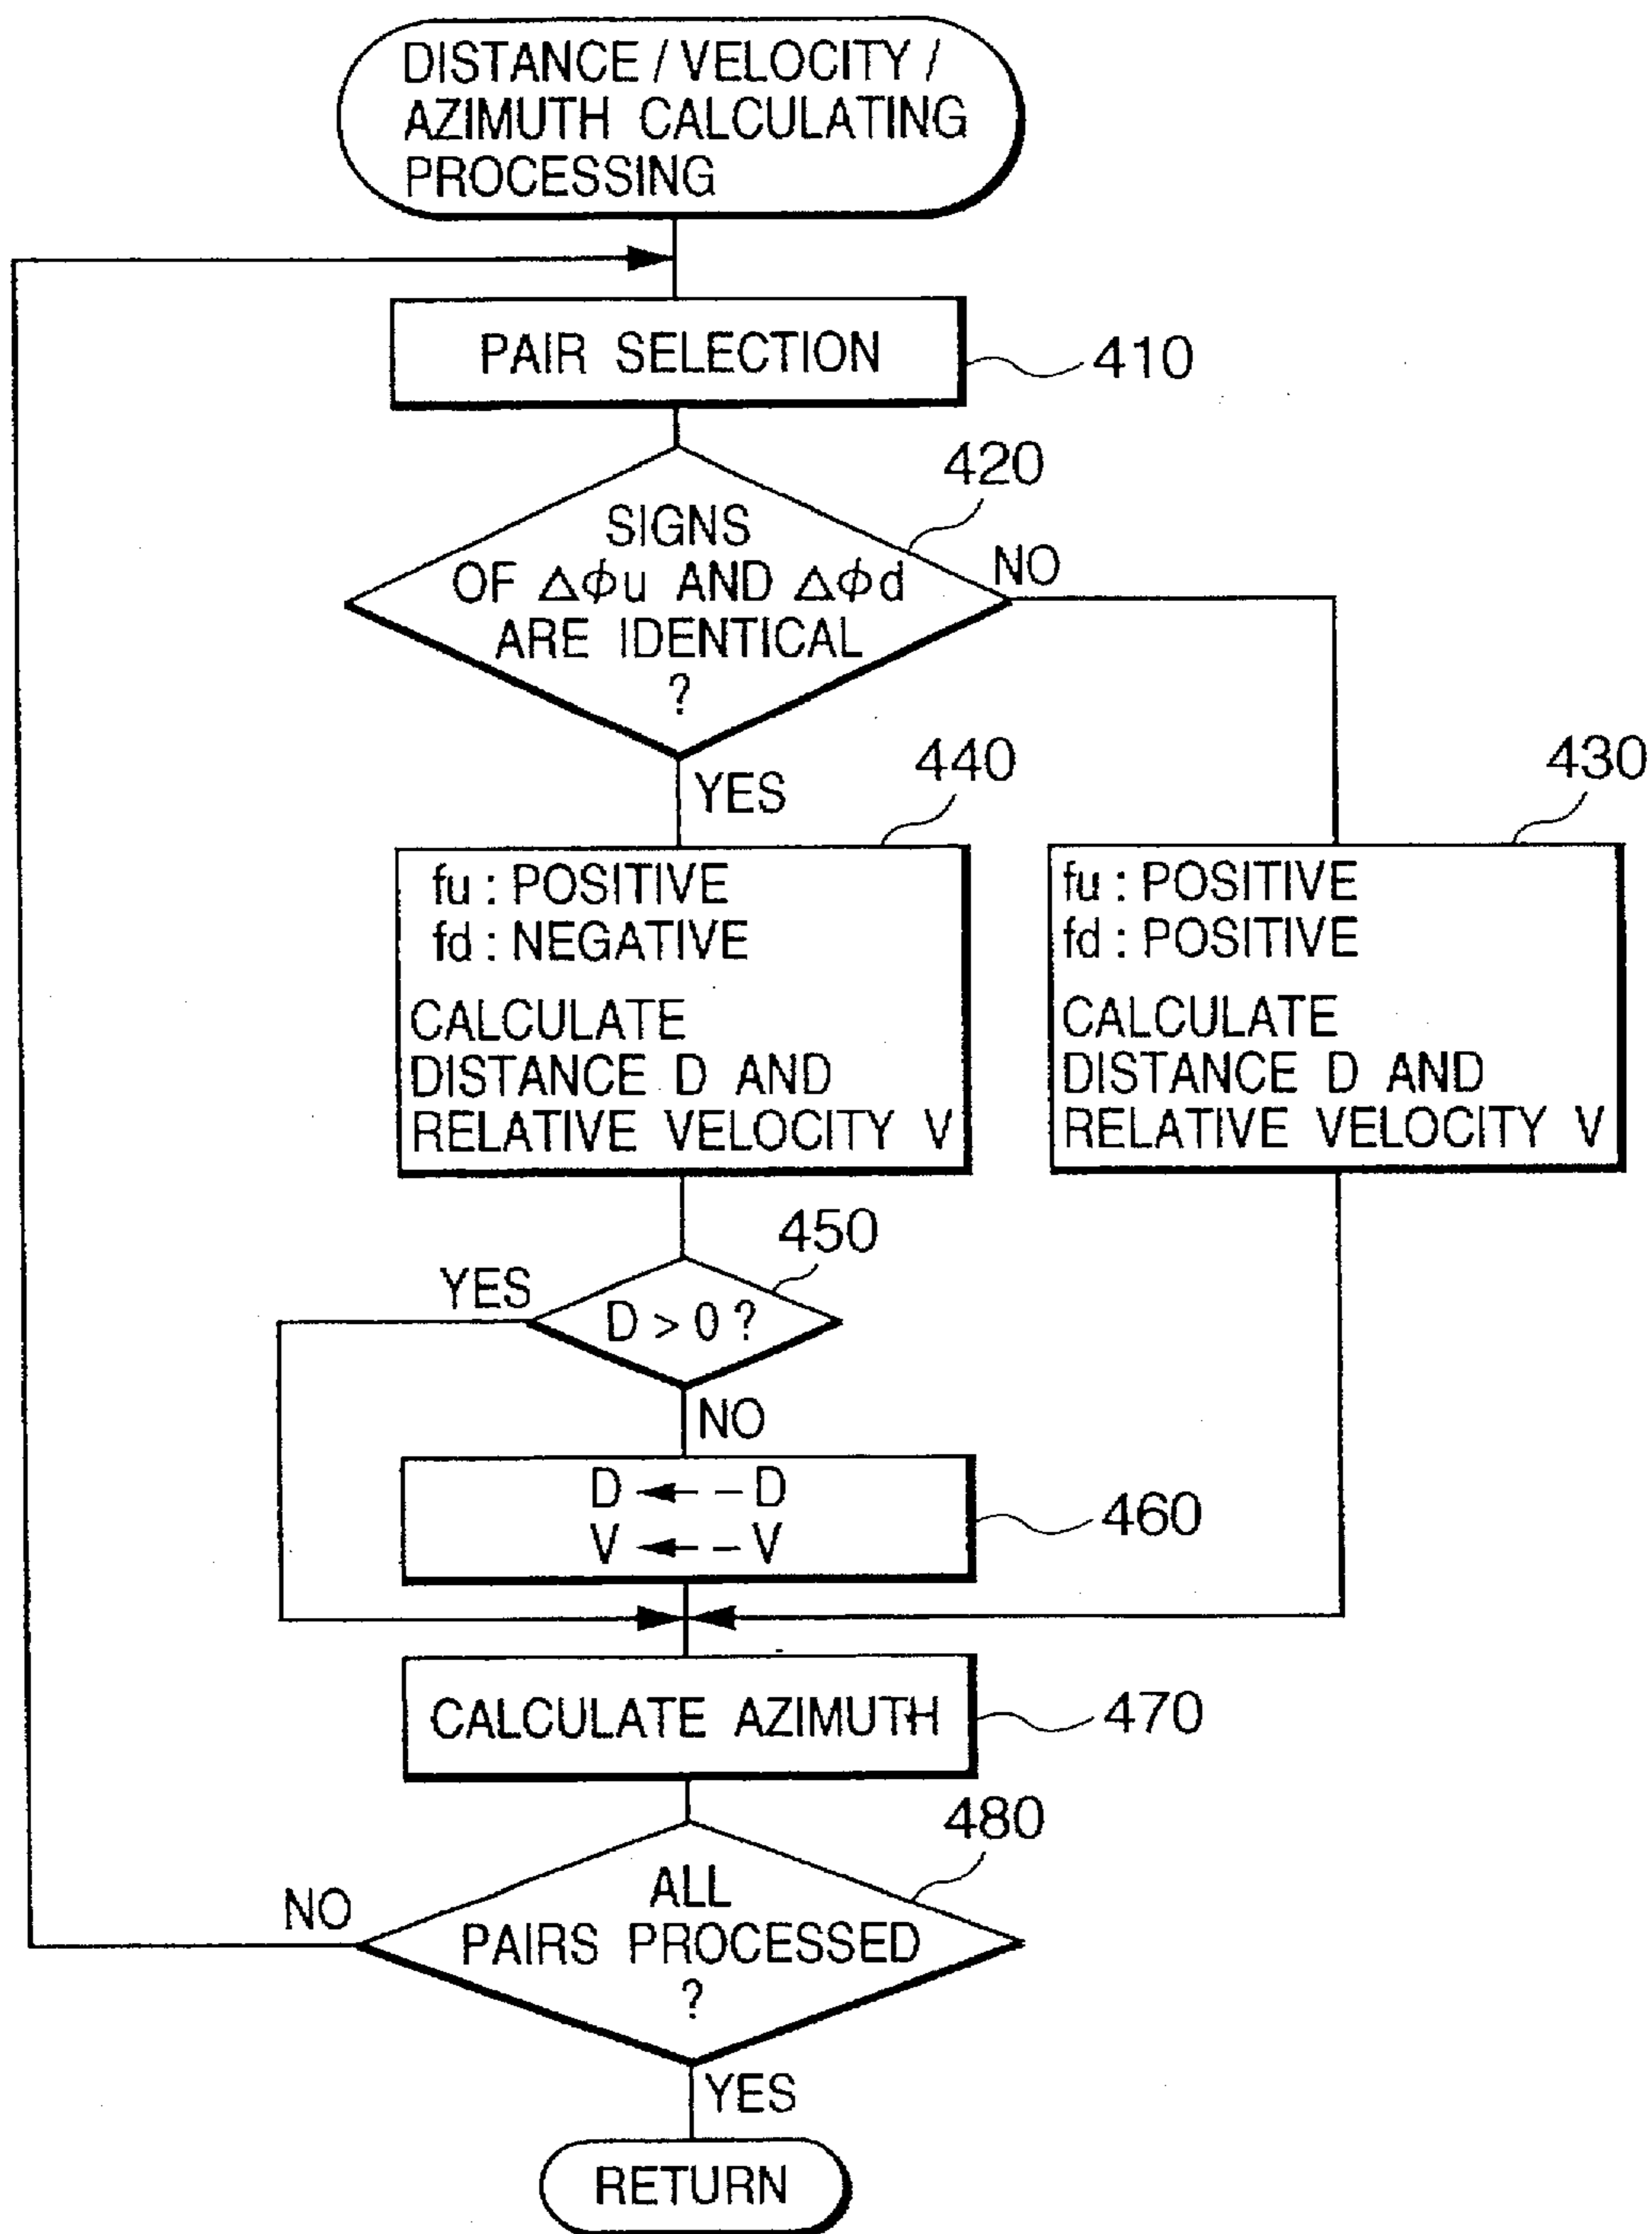 DISTANCE / VELOCITY /
AZIMUTH CALCULATING
PROCESSING
PAIR SELECTION
410
420
SIGNS
OF Δϕu AND Δϕd
ARE IDENTICAL
?
NO
YES
440
430
fu : POSITIVE
fd : NEGATIVE
CALCULATE
DISTANCE D AND
RELATIVE VELOCITY V
fu : POSITIVE
fd : POSITIVE
CALCULATE
DISTANCE D AND
RELATIVE VELOCITY V
450
YES
D > 0 ?
NO
D ← – D
V ← – V
460
CALCULATE AZIMUTH
470
480
NO
ALL
PAIRS PROCESSED
?
YES
RETURN